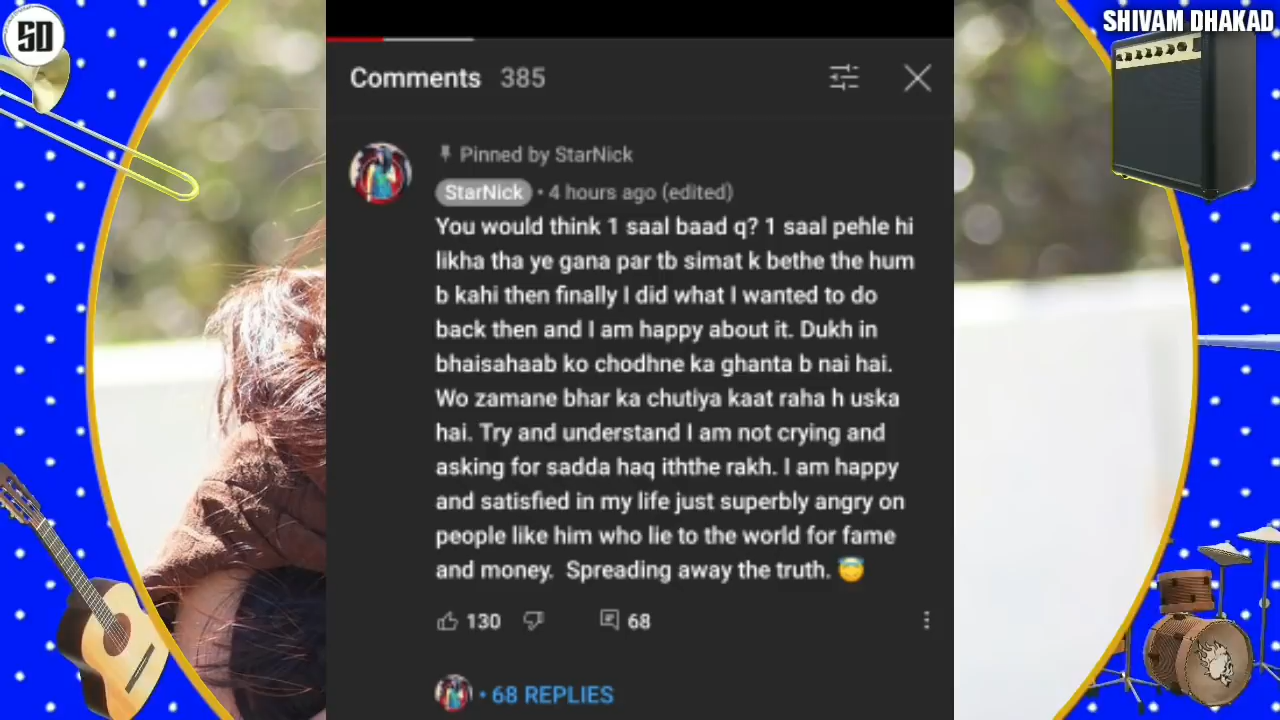 SD
SHIVAM DHAKAD
Comments 385
Pinned by StarNick
StarNick • 4 hours ago (edited)
You would think 1 saal baad q? 1 saal pehle hi
likha tha ye gana par tb simat k bethe the hum
b kahi then finally I did what I wanted to do
back then and I am happy about it. Dukh in
bhaisahaab ko chodhne ka ghanta b nai hai.
Wo zamane bhar ka chutiya kaat raha h uska
hai. Try and understand I am not crying and
asking for sadda haq iththe rakh. I am happy
and satisfied in my life just superbly angry on
people like him who lie to the world for fame
and money.  Spreading away the truth. 😇
130 68
• 68 REPLIES